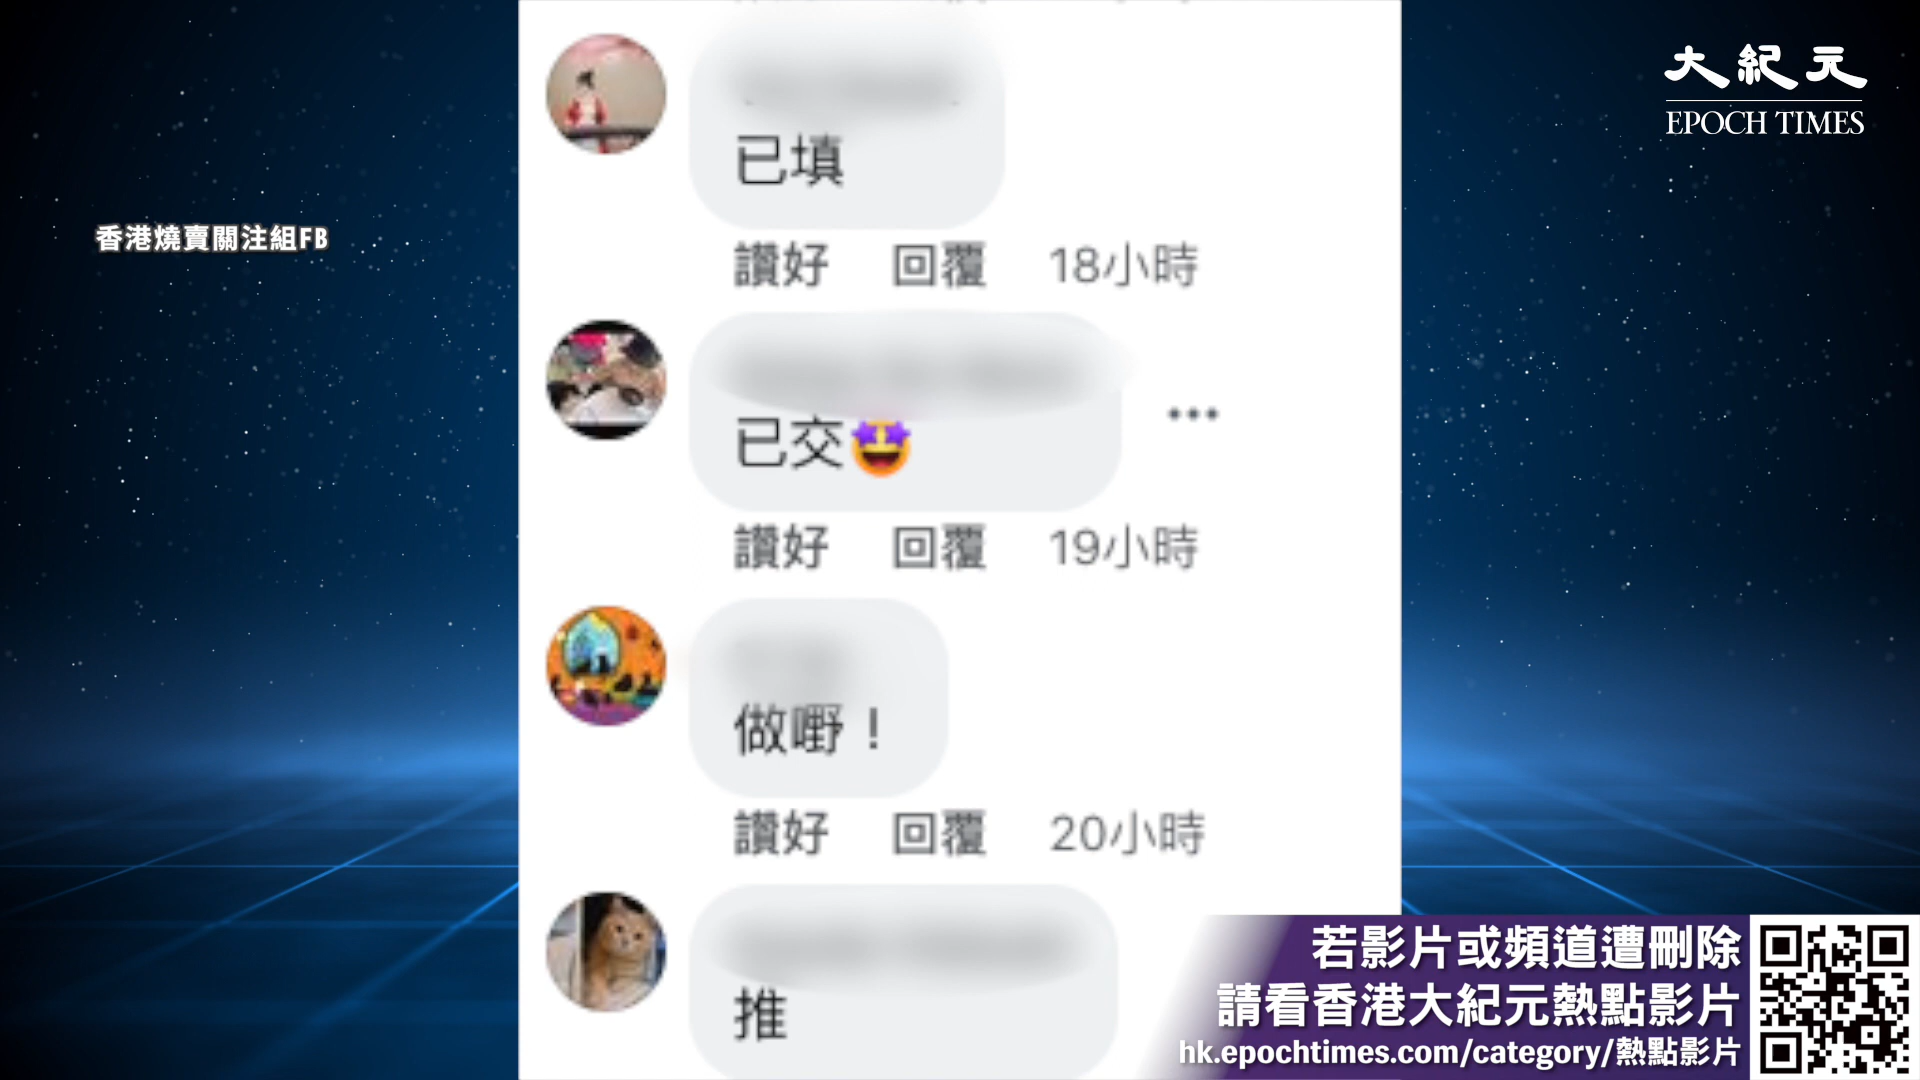 大紀元
EPOCH TIMES
香港燒賣關注組FB
已填
讚好 回覆 18小時
已交🤩
讚好 回覆 19小時
做嘢！
讚好 回覆 20小時
推
若影片或頻道遭刪除
請看香港大紀元熱點影片
hk.epochtimes.com/category/熱點影片